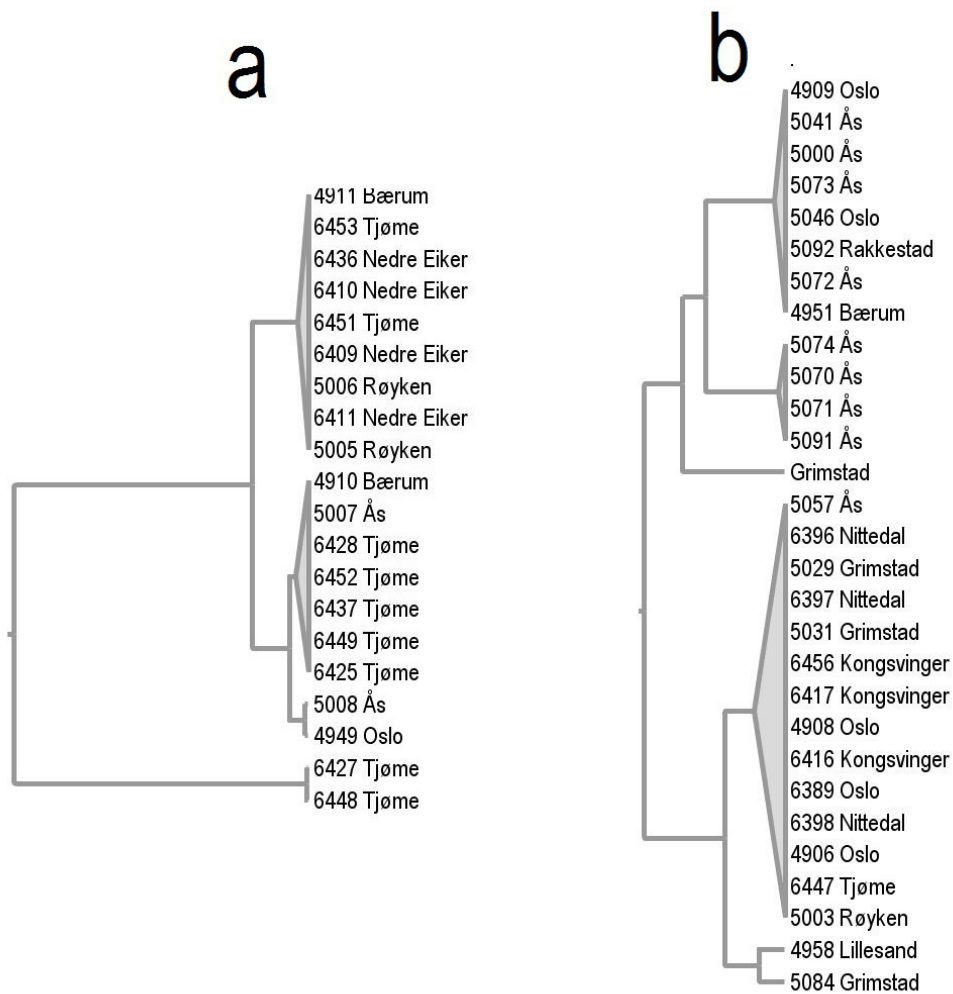 a
4911 Bærum
6453 Tjøme
6436 Nedre Eiker
6410 Nedre Eiker
6451 Tjøme
6409 Nedre Eiker
5006 Røyken
6411 Nedre Eiker
5005 Røyken
4910 Bærum
5007 Ås
6428 Tjøme
6452 Tjøme
6437 Tjøme
6449 Tjøme
6425 Tjøme
5008 Ås
4949 Oslo
6427 Tjøme
6448 Tjøme
b
4909 Oslo
5041 Ås
5000 Ås
5073 Ås
5046 Oslo
5092 Rakkestad
5072 Ås
4951 Bærum
5074 Ås
5070 Ås
5071 Ås
5091 Ås
Grimstad
5057 Ås
6396 Nittedal
5029 Grimstad
6397 Nittedal
5031 Grimstad
6456 Kongsvinger
6417 Kongsvinger
4908 Oslo
6416 Kongsvinger
6389 Oslo
6398 Nittedal
4906 Oslo
6447 Tjøme
5003 Røyken
4958 Lillesand
5084 Grimstad